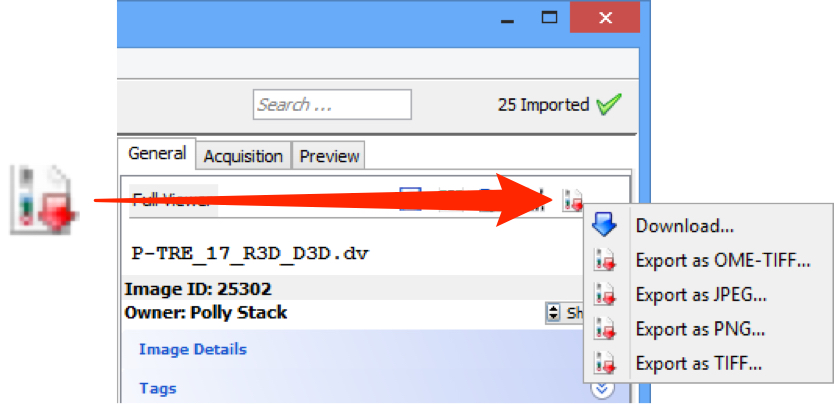 Search ...
25 Imported
General Acquisition Preview
Full Viewer
P-TRE_17_R3D_D3D.dv
Image ID: 25302
Owner: Polly Stack
Sh
Image Details
Tags
Download...
Export as OME-TIFF...
Export as JPEG...
Export as PNG...
Export as TIFF...